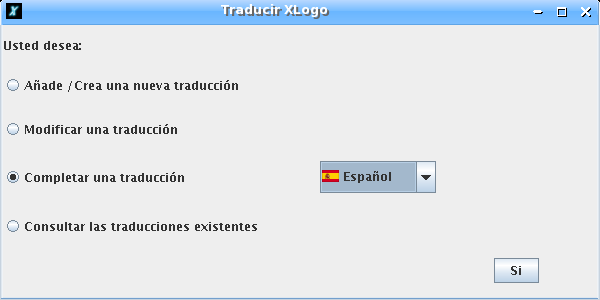 Traducir XLogo
Usted desea:
Añade /Crea una nueva traducción
Modificar una traducción
Completar una traducción
Español
Consultar las traducciones existentes
Si